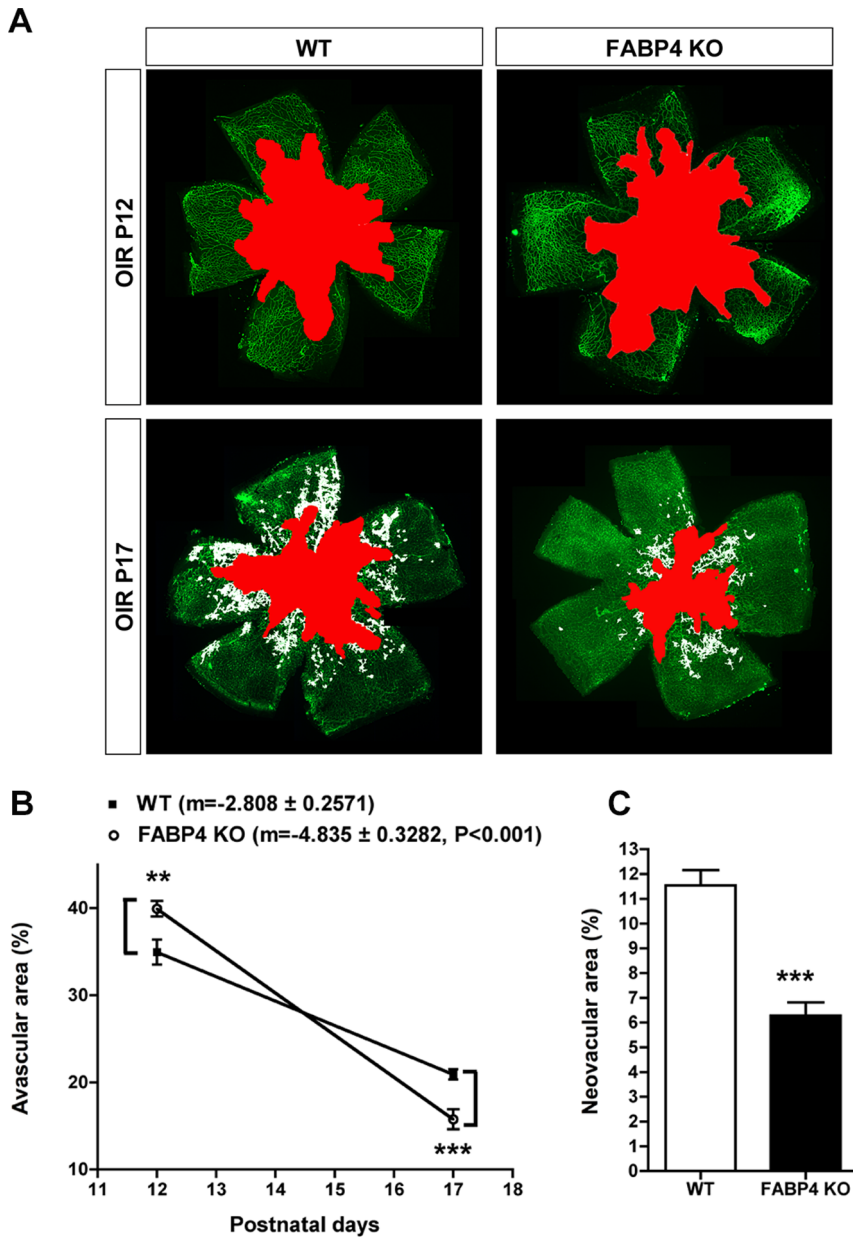 A
WT
FABP4 KO
OIR P12
OIR P17
B
WT (m=-2.808 ± 0.2571)
FABP4 KO (m=-4.835 ± 0.3282, P<0.001)
Avascular area (%)
40
30
20
10
**
***
11 12 13 14 15 16 17 18
Postnatal days
C
Neovacular area (%)
13
12
11
10
9
8
7
6
5
4
3
2
1
0
***
WT FABP4 KO